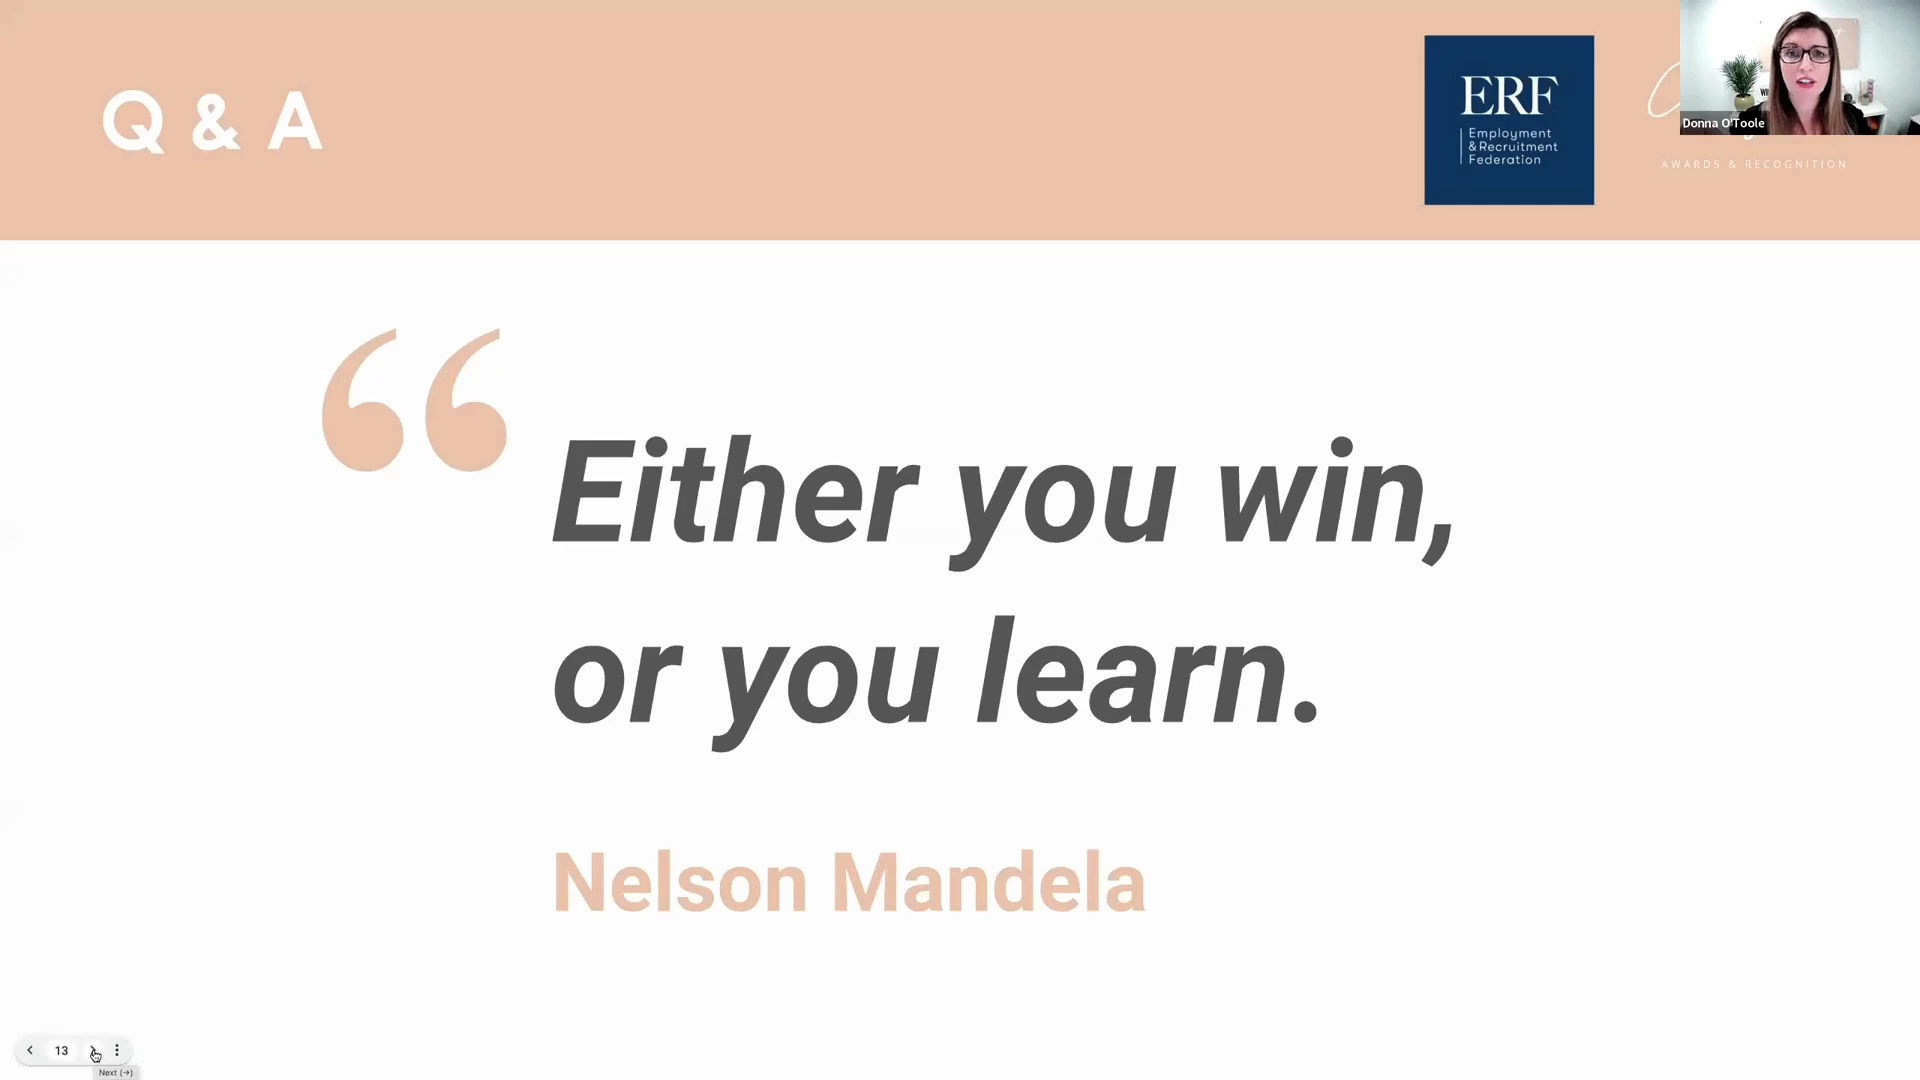 Q & A
ERF
Employment
& Recruitment
Federation
Donna O'Toole
AWARDS & RECOGNITION
“
Either you win,
or you learn.
Nelson Mandela
13
Next (→)